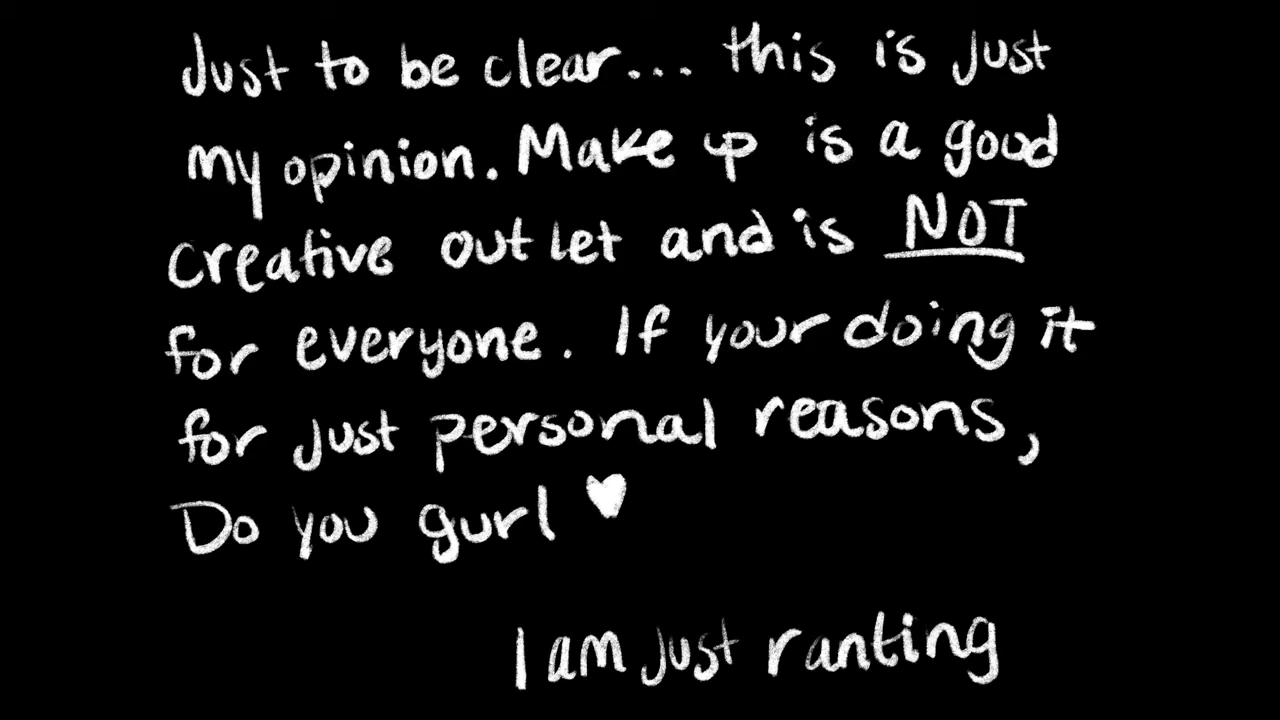 Just to be clear... this is just
my opinion. Make up is a good
creative outlet and is NOT
for everyone. If your doing it
for just personal reasons,
Do you gurl ♥
I am just ranting